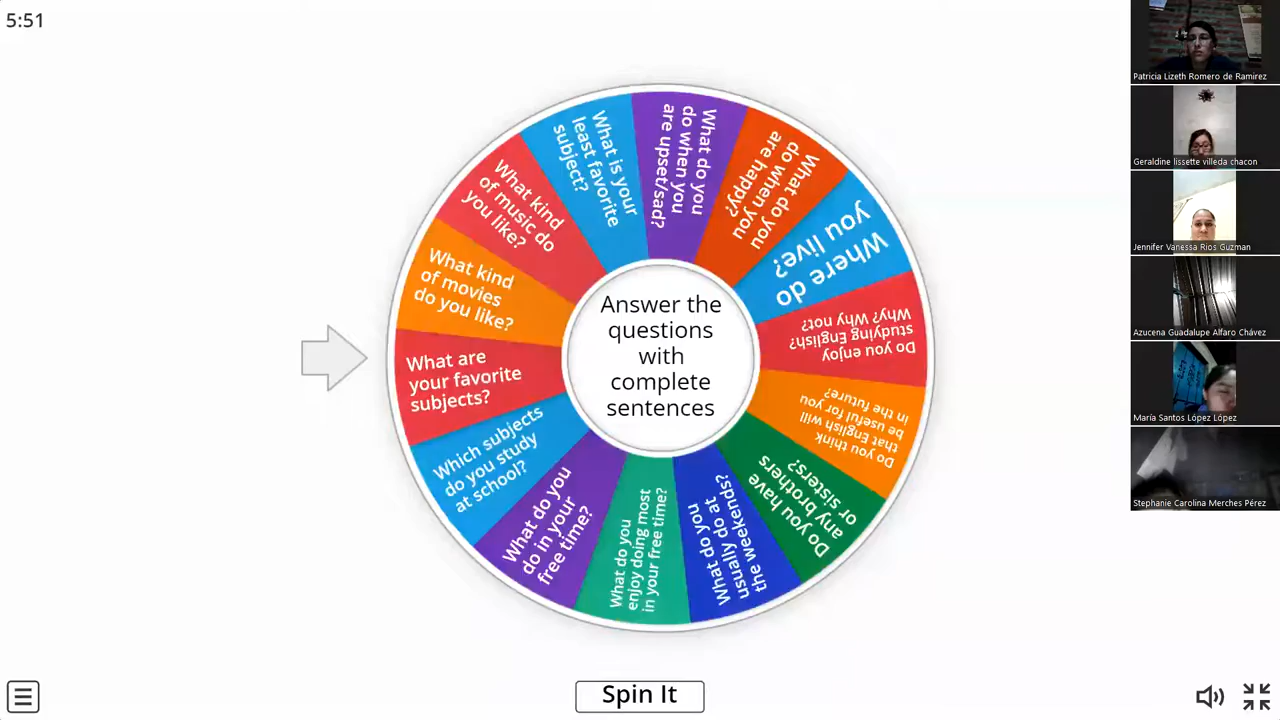 5:51
What do you
do when you
are upset/sad?
What do you
do when you
are happy?
Where do
you live?
Do you enjoy
studying English?
Why? Why not?
Do you think
that English will
be useful for you
in the future?
Do you have
any brothers
or sisters?
What do you
usually do at
the weekends?
What do you
enjoy doing most
in your free time?
What do you
do in your
free time?
Which subjects
do you study
at school?
What are
your favorite
subjects?
What kind
of movies
do you like?
What kind
of music do
you like?
What is your
least favorite
subject?
Answer the
questions
with
complete
sentences
Spin It
Patricia Lizeth Romero de Ramirez
Geraldine lissette villeda chacon
Jennifer Vanessa Rios Guzman
Azucena Guadalupe Alfaro Chávez
María Santos López López
Stephanie Carolina Merches Pérez